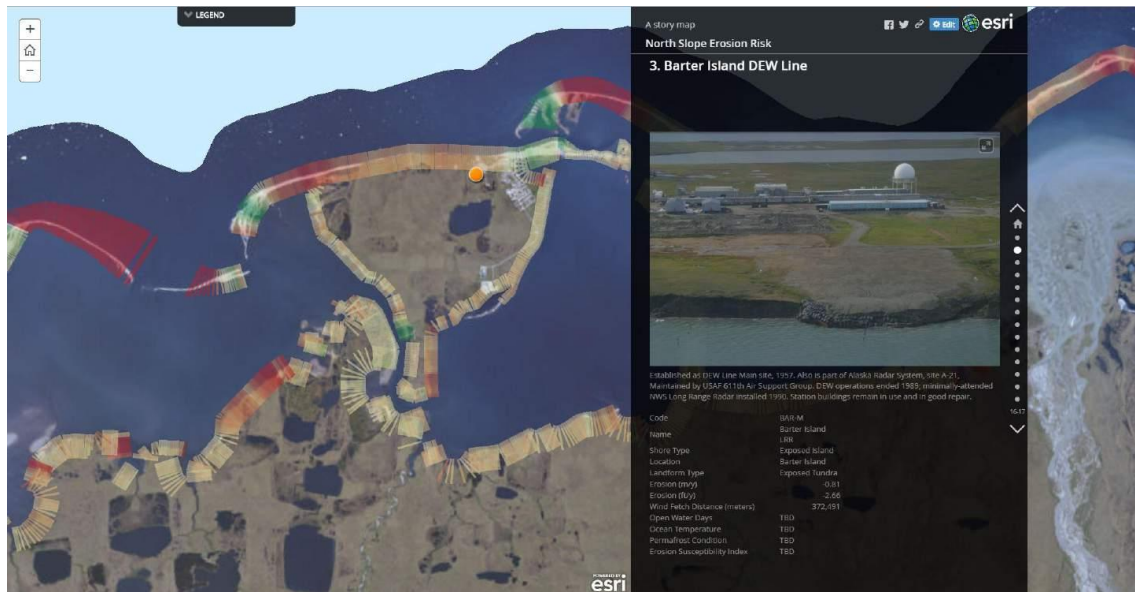 LEGEND
A story map
Edit
esri
North Slope Erosion Risk
3. Barter Island DEW Line
Established as DEW Line Main site, 1957. Also is part of Alaska Radar System, site A-21.
Maintained by USAF 611th Air Support Group. DEW operations ended 1989; minimally-attended
NWS Long Range Radar installed 1990. Station buildings remain in use and in good repair.
Code BAR-M
Name Barter Island
LRR
Shore Type Exposed Island
Location Barter Island
Landform Type Exposed Tundra
Erosion (m/y) -0.81
Erosion (ft/y) -2.66
Wind Fetch Distance (meters) 372,491
Open Water Days TBD
Ocean Temperature TBD
Permafrost Condition TBD
Erosion Susceptibility Index TBD
16-17
POWERED BY
esri